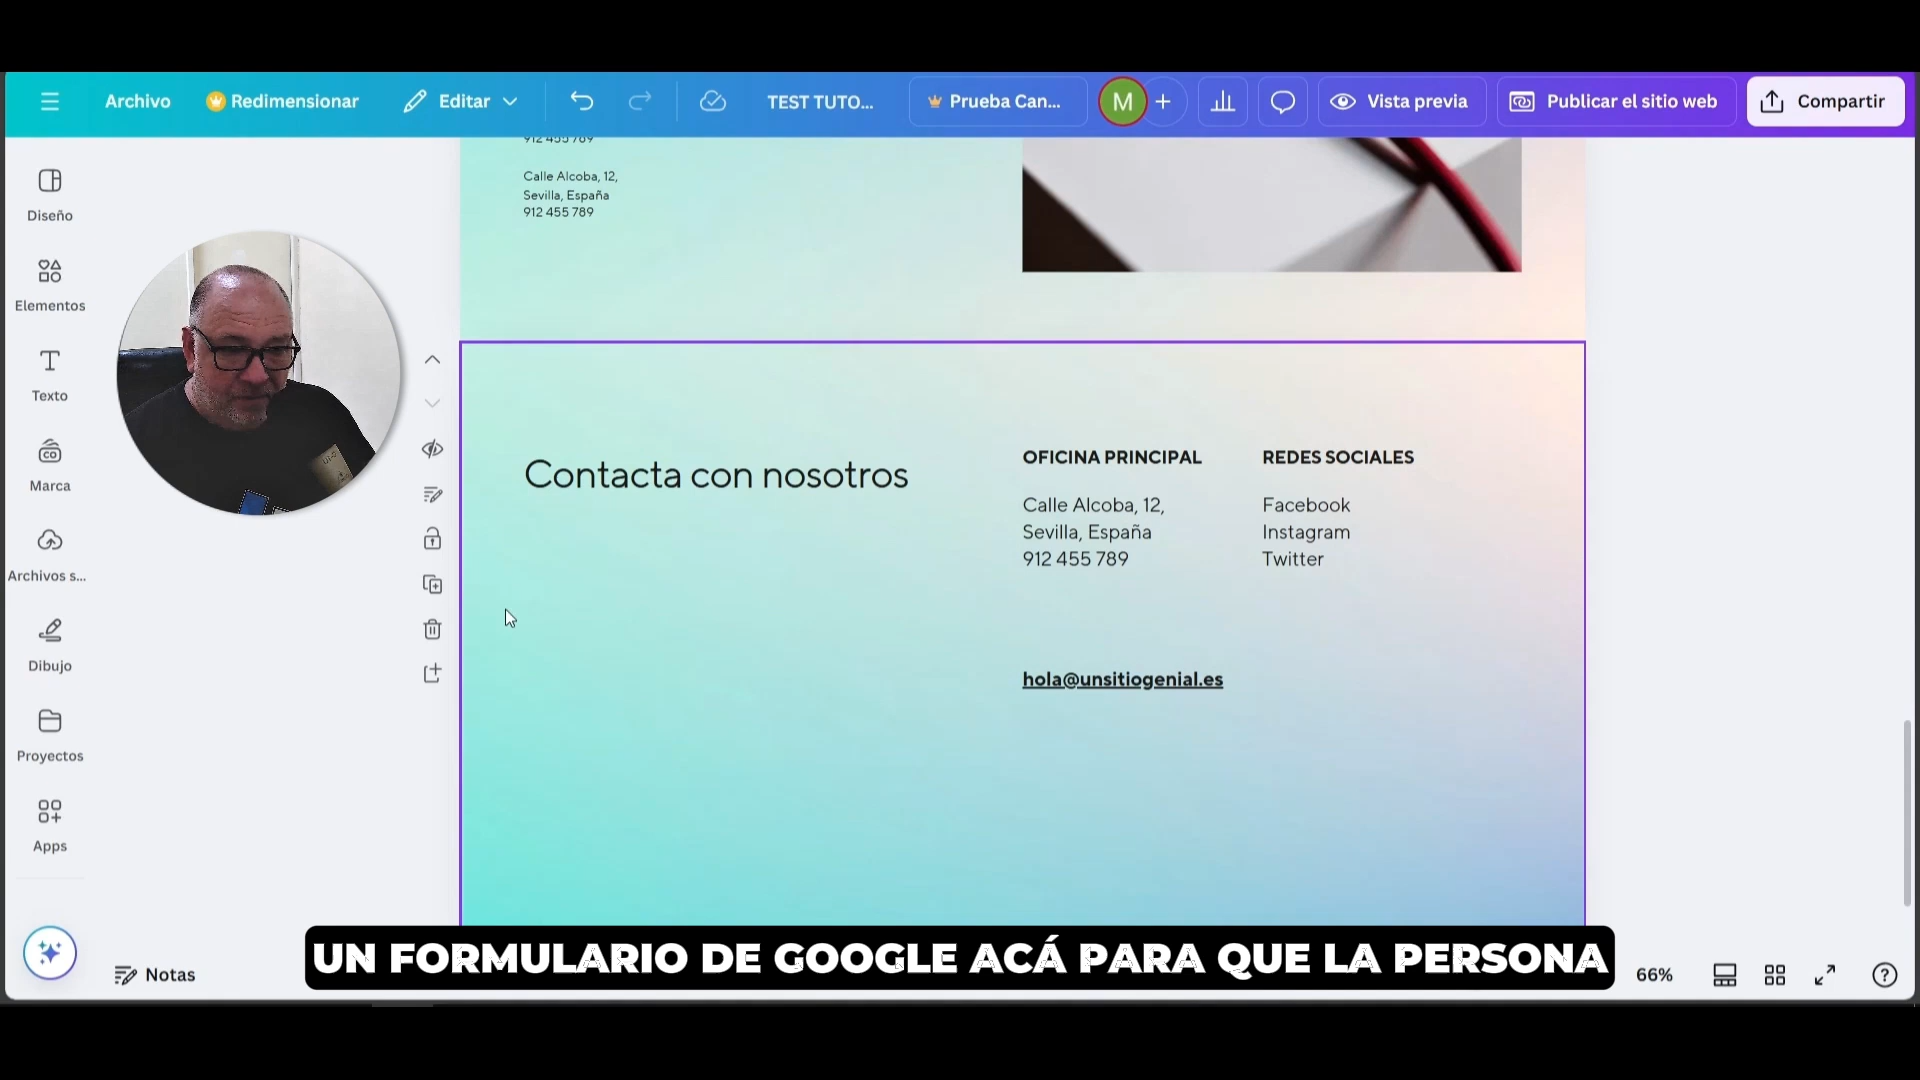 Archivo
Redimensionar
Editar
TEST TUTO...
Prueba Can...
M
Vista previa
Publicar el sitio web
Compartir
Diseño
Elementos
Texto
Marca
Archivos s...
Dibujo
Proyectos
Apps
912 455 789
Calle Alcoba, 12,
Sevilla, España
912 455 789
Contacta con nosotros
OFICINA PRINCIPAL
Calle Alcoba, 12,
Sevilla, España
912 455 789
REDES SOCIALES
Facebook
Instagram
Twitter
hola@unsitiogenial.es
Notas
UN FORMULARIO DE GOOGLE ACÁ PARA QUE LA PERSONA
66%